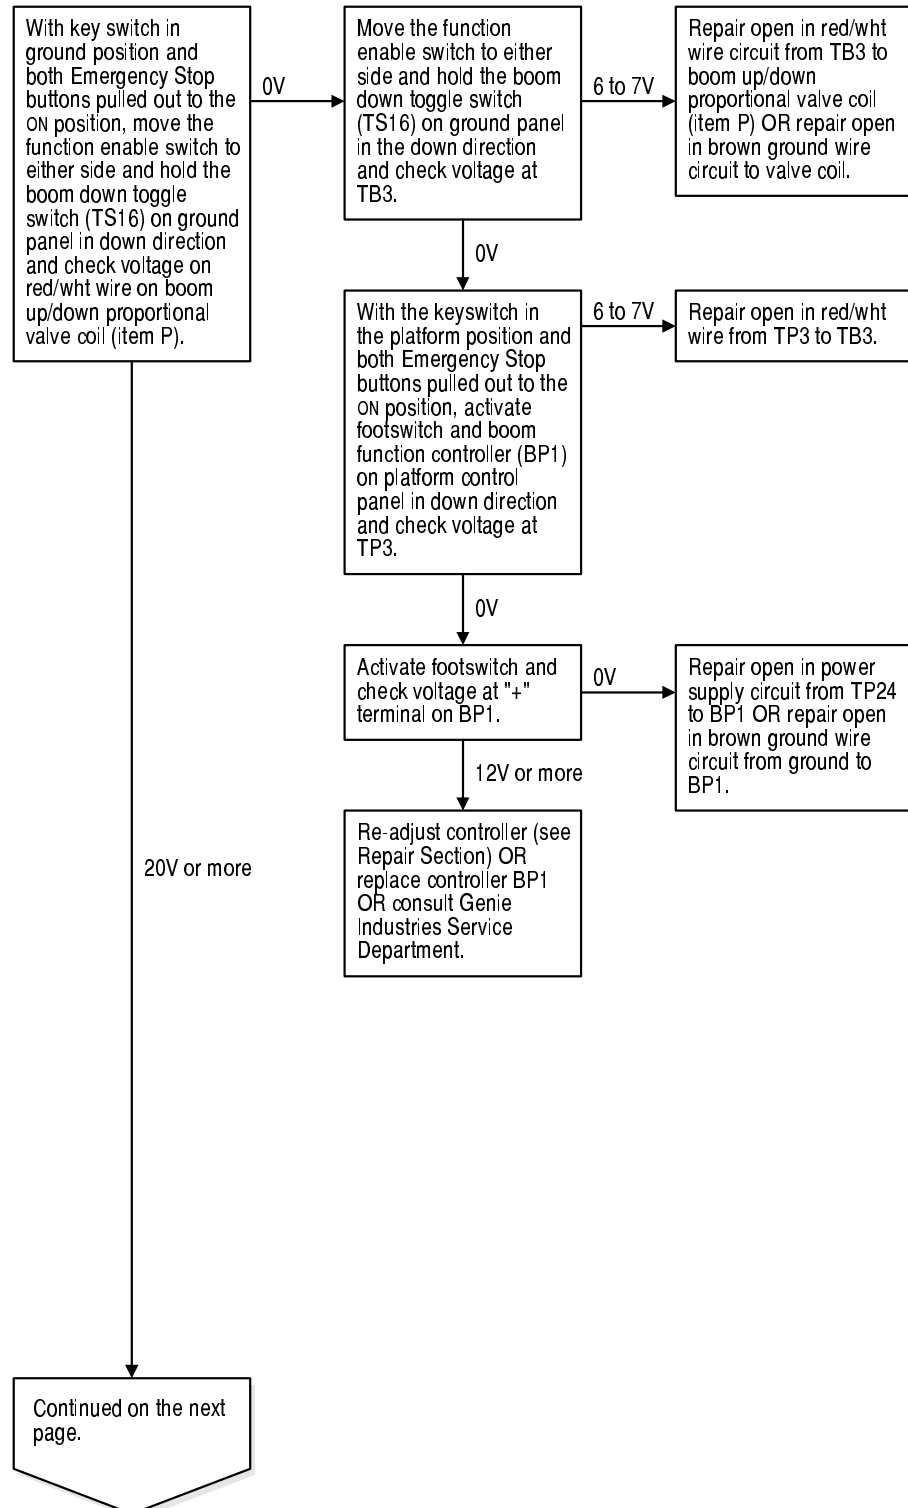 With key switch in
ground position and
both Emergency Stop
buttons pulled out to the
ON position, move the
function enable switch to
either side and hold the
boom down toggle
switch (TS16) on ground
panel in down direction
and check voltage on
red/wht wire on boom
up/down proportional
valve coil (item P).
0V
Move the function
enable switch to either
side and hold the boom
down toggle switch
(TS16) on ground panel
in the down direction
and check voltage at
TB3.
6 to 7V
Repair open in red/wht
wire circuit from TB3 to
boom up/down
proportional valve coil
(item P) OR repair open
in brown ground wire
circuit to valve coil.
0V
With the keyswitch in
the platform position and
both Emergency Stop
buttons pulled out to the
ON position, activate
footswitch and boom
function controller (BP1)
on platform control
panel in down direction
and check voltage at
TP3.
6 to 7V
Repair open in red/wht
wire from TP3 to TB3.
0V
Activate footswitch and
check voltage at "+"
terminal on BP1.
0V
Repair open in power
supply circuit from TP24
to BP1 OR repair open
in brown ground wire
circuit from ground to
BP1.
12V or more
Re-adjust controller (see
Repair Section) OR
replace controller BP1
OR consult Genie
Industries Service
Department.
20V or more
Continued on the next
page.